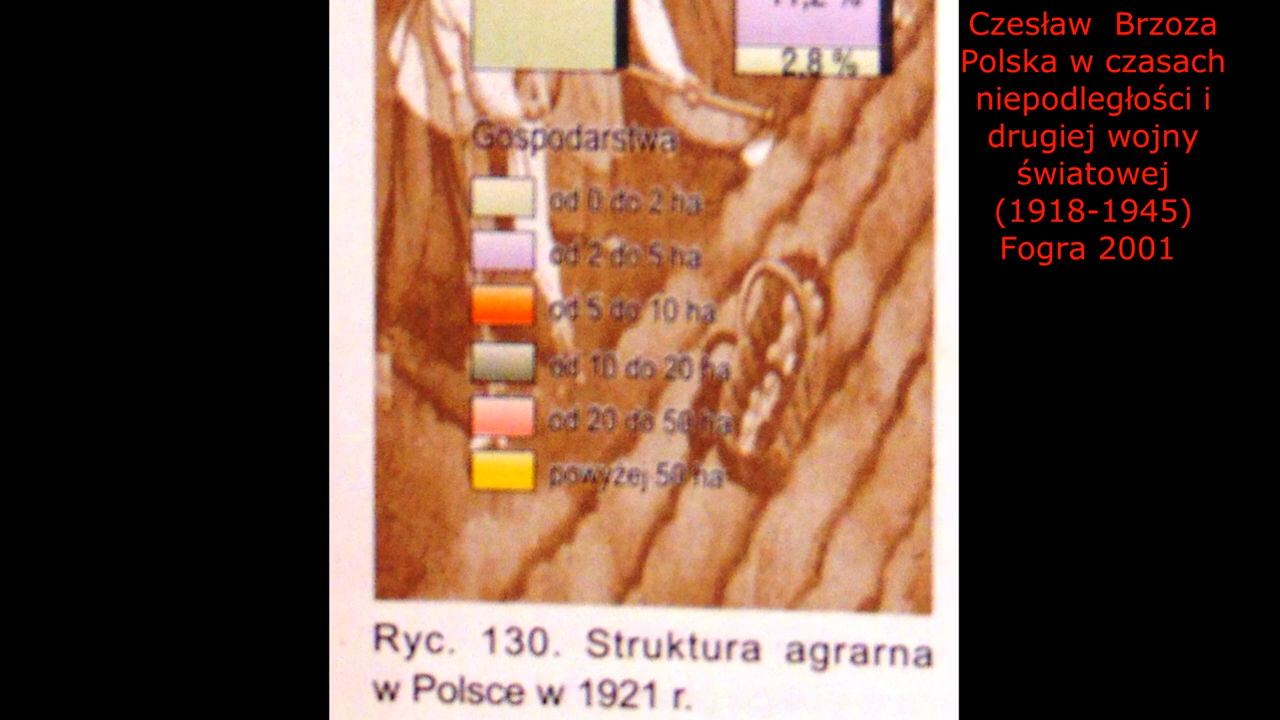 2,8 %
Gospodarstwa
od 0 do 2 ha
od 2 do 5 ha
od 5 do 10 ha
od 10 do 20 ha
od 20 do 50 ha
powyżej 50 ha
Ryc. 130. Struktura agrarna
w Polsce w 1921 r.
Czesław Brzoza
Polska w czasach
niepodległości i
drugiej wojny
światowej
(1918-1945)
Fogra 2001